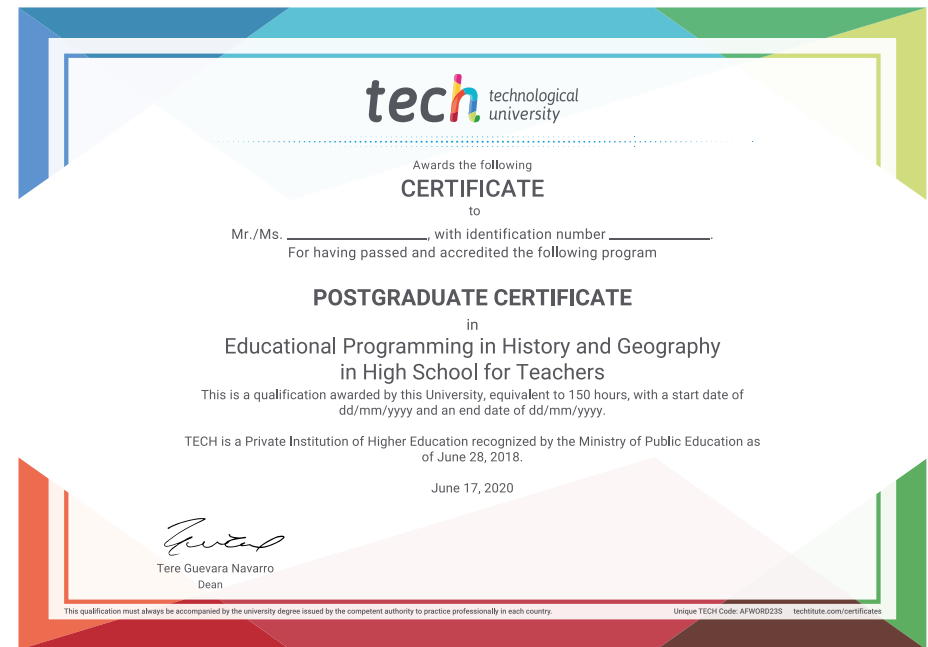 tech technological
university
Awards the following
CERTIFICATE
to
Mr./Ms. ____________________, with identification number ______________.
For having passed and accredited the following program
POSTGRADUATE CERTIFICATE
in
Educational Programming in History and Geography
in High School for Teachers
This is a qualification awarded by this University, equivalent to 150 hours, with a start date of
dd/mm/yyyy and an end date of dd/mm/yyyy.
TECH is a Private Institution of Higher Education recognized by the Ministry of Public Education as
of June 28, 2018.
June 17, 2020
Tere Guevara Navarro
Dean
This qualification must always be accompanied by the university degree issued by the competent authority to practice professionally in each country.
Unique TECH Code: AFWORD23S techtitute.com/certificates